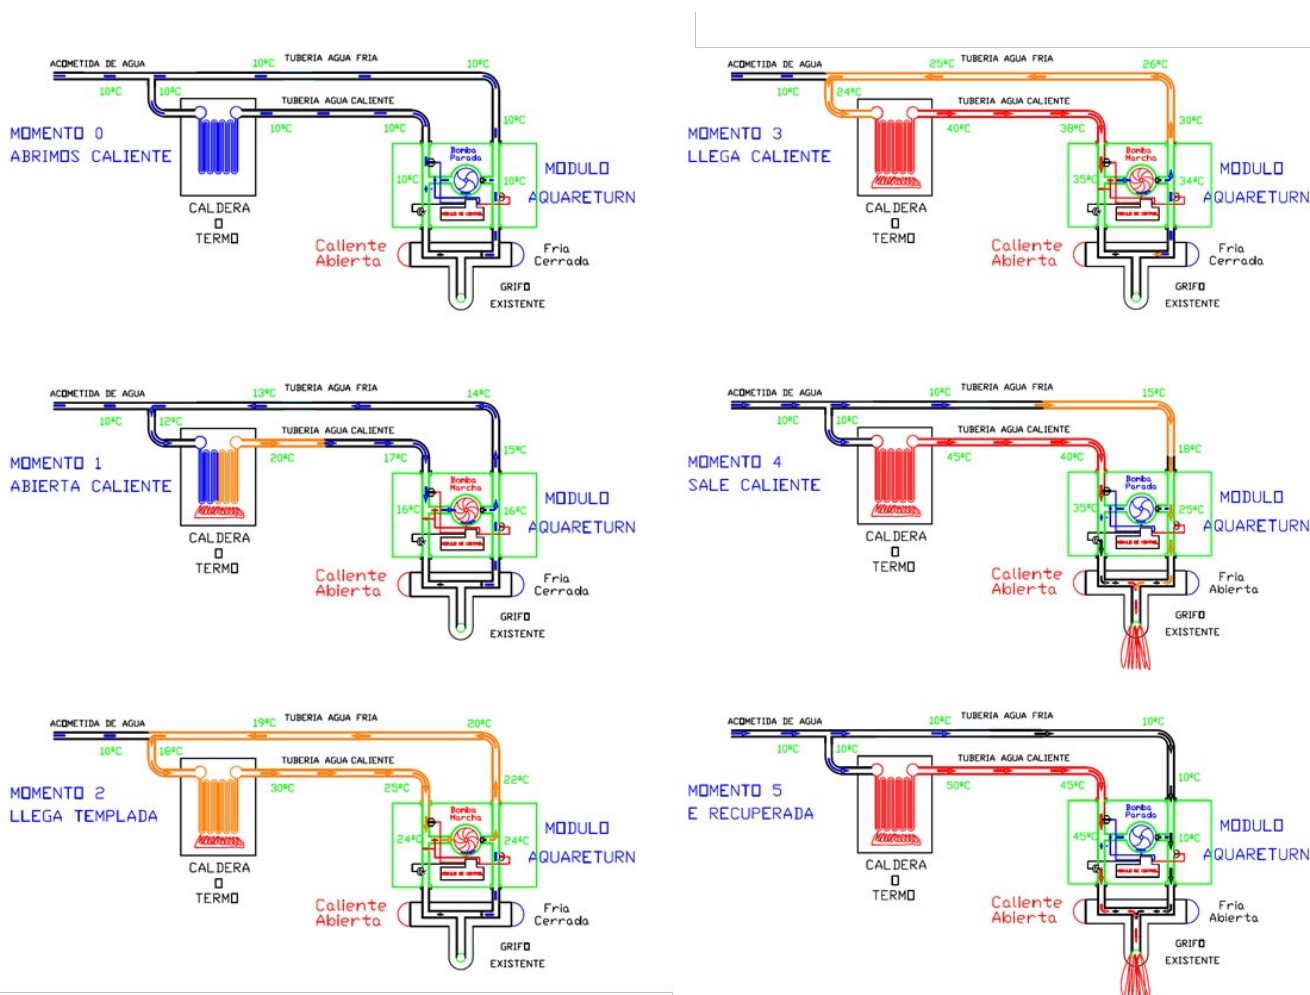 ACOMETIDA DE AGUA
10ºC
TUBERIA AGUA FRIA
10ºC
10ºC
10ºC
TUBERIA AGUA CALIENTE
10ºC
10ºC
10ºC
MOMENTO 0
ABRIMOS CALIENTE
Bomba
Parada
10ºC
10ºC
MODULO
AQUARETURN
CALDERA
O
TERMO
Caliente
Abierta
Fria
Cerrada
GRIFO
EXISTENTE
ACOMETIDA DE AGUA
13ºC
TUBERIA AGUA FRIA
14ºC
10ºC
12ºC
TUBERIA AGUA CALIENTE
20ºC
17ºC
15ºC
MOMENTO 1
ABIERTA CALIENTE
Bomba
Marcha
16ºC
16ºC
MODULO
AQUARETURN
CALDERA
O
TERMO
Caliente
Abierta
Fria
Cerrada
GRIFO
EXISTENTE
ACOMETIDA DE AGUA
19ºC
TUBERIA AGUA FRIA
20ºC
10ºC
18ºC
TUBERIA AGUA CALIENTE
30ºC
25ºC
22ºC
MOMENTO 2
LLEGA TEMPLADA
Bomba
Marcha
24ºC
24ºC
MODULO
AQUARETURN
CALDERA
O
TERMO
Caliente
Abierta
Fria
Cerrada
GRIFO
EXISTENTE
ACOMETIDA DE AGUA
25ºC
TUBERIA AGUA FRIA
26ºC
10ºC
24ºC
TUBERIA AGUA CALIENTE
40ºC
38ºC
30ºC
MOMENTO 3
LLEGA CALIENTE
Bomba
Marcha
35ºC
34ºC
MODULO
AQUARETURN
CALDERA
O
TERMO
Caliente
Abierta
Fria
Cerrada
GRIFO
EXISTENTE
ACOMETIDA DE AGUA
10ºC
TUBERIA AGUA FRIA
15ºC
10ºC
10ºC
TUBERIA AGUA CALIENTE
45ºC
40ºC
18ºC
MOMENTO 4
SALE CALIENTE
Bomba
Parada
35ºC
25ºC
MODULO
AQUARETURN
CALDERA
O
TERMO
Caliente
Abierta
Fria
Abierta
GRIFO
EXISTENTE
ACOMETIDA DE AGUA
10ºC
TUBERIA AGUA FRIA
10ºC
10ºC
10ºC
TUBERIA AGUA CALIENTE
50ºC
45ºC
10ºC
MOMENTO 5
E RECUPERADA
Bomba
Parada
45ºC
10ºC
MODULO
AQUARETURN
CALDERA
O
TERMO
Caliente
Abierta
Fria
Abierta
GRIFO
EXISTENTE